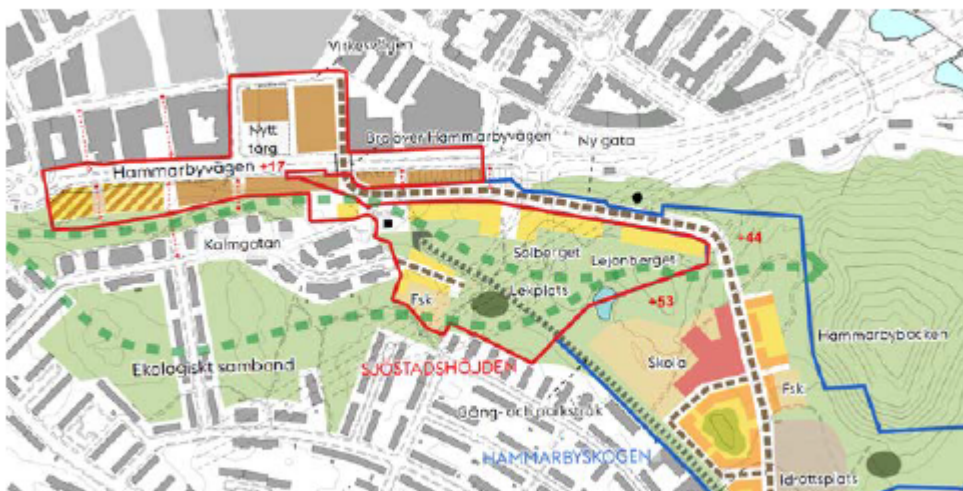 Virkesvägen
Nytt
torg
Bro över Hammarbyvägen
Ny gata
Hammarbyvägen
+17
Kalmgatan
Solberget
Lejonberget
+44
Lekplats
+53
Fsk
Hammarbybacken
Ekologiskt samband
SJÖSTADSHÖJDEN
Skola
Fsk
Gång- och parkstråk
HAMMARBYSKOGEN
Idrottsplats